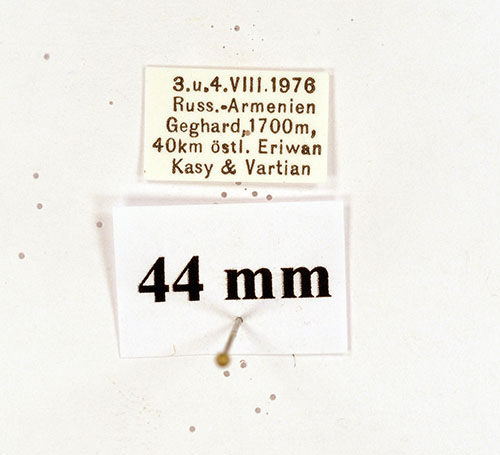 3.u.4.VIII.1976
Russ.-Armenien
Geghard, 1700m,
40km östl. Eriwan
Kasy & Vartian
44 mm